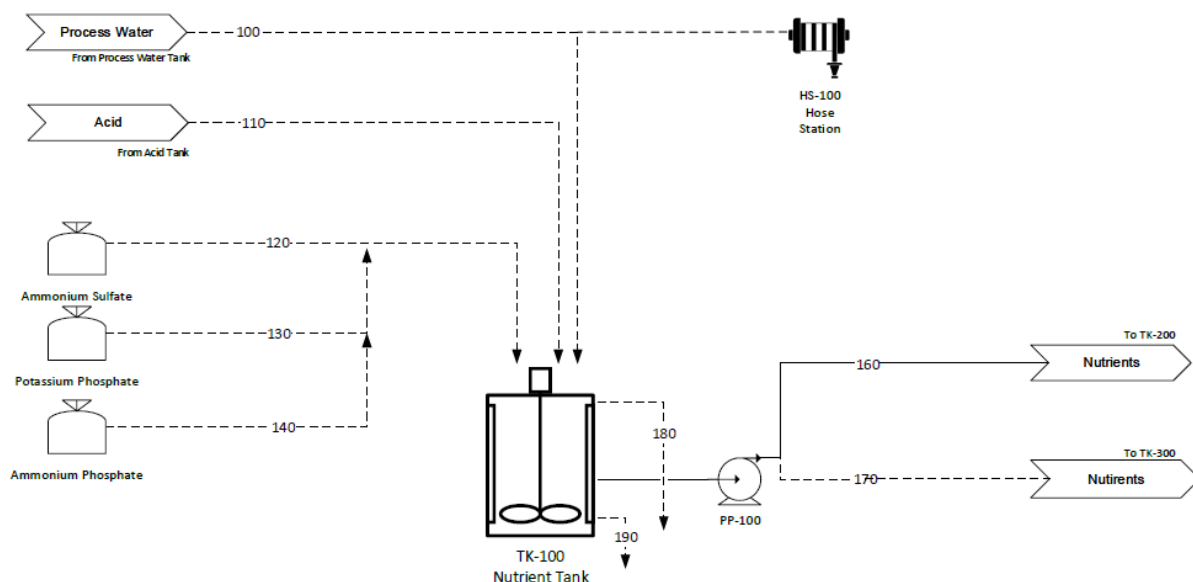 Process Water
100
From Process Water Tank
HS-100
Hose
Station
Acid
110
From Acid Tank
120
Ammonium Sulfate
130
Potassium Phosphate
140
Ammonium Phosphate
To TK-200
Nutrients
160
180
To TK-300
Nutirents
170
PP-100
190
TK-100
Nutrient Tank